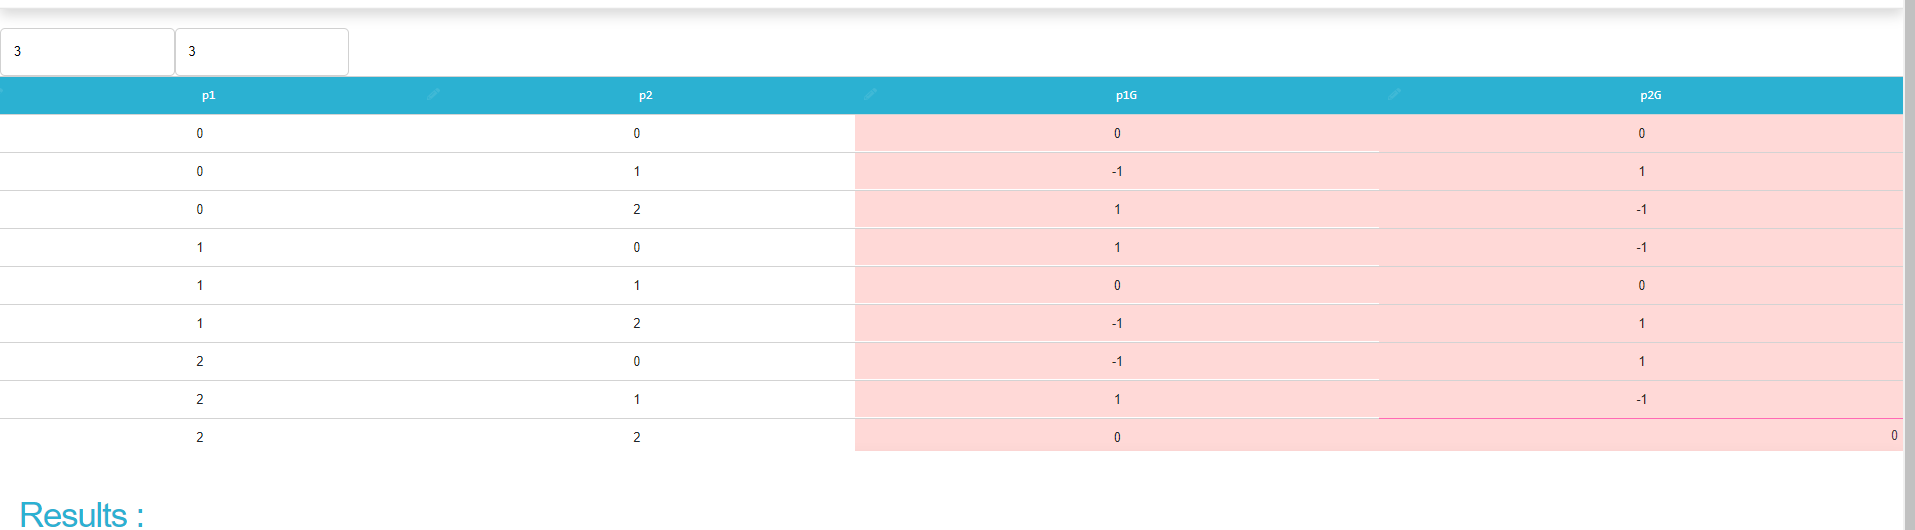 3 3
p1 p2 p1G p2G
0 0 0 0
0 1 -1 1
0 2 1 -1
1 0 1 -1
1 1 0 0
1 2 -1 1
2 0 -1 1
2 1 1 -1
2 2 0 0
Results :